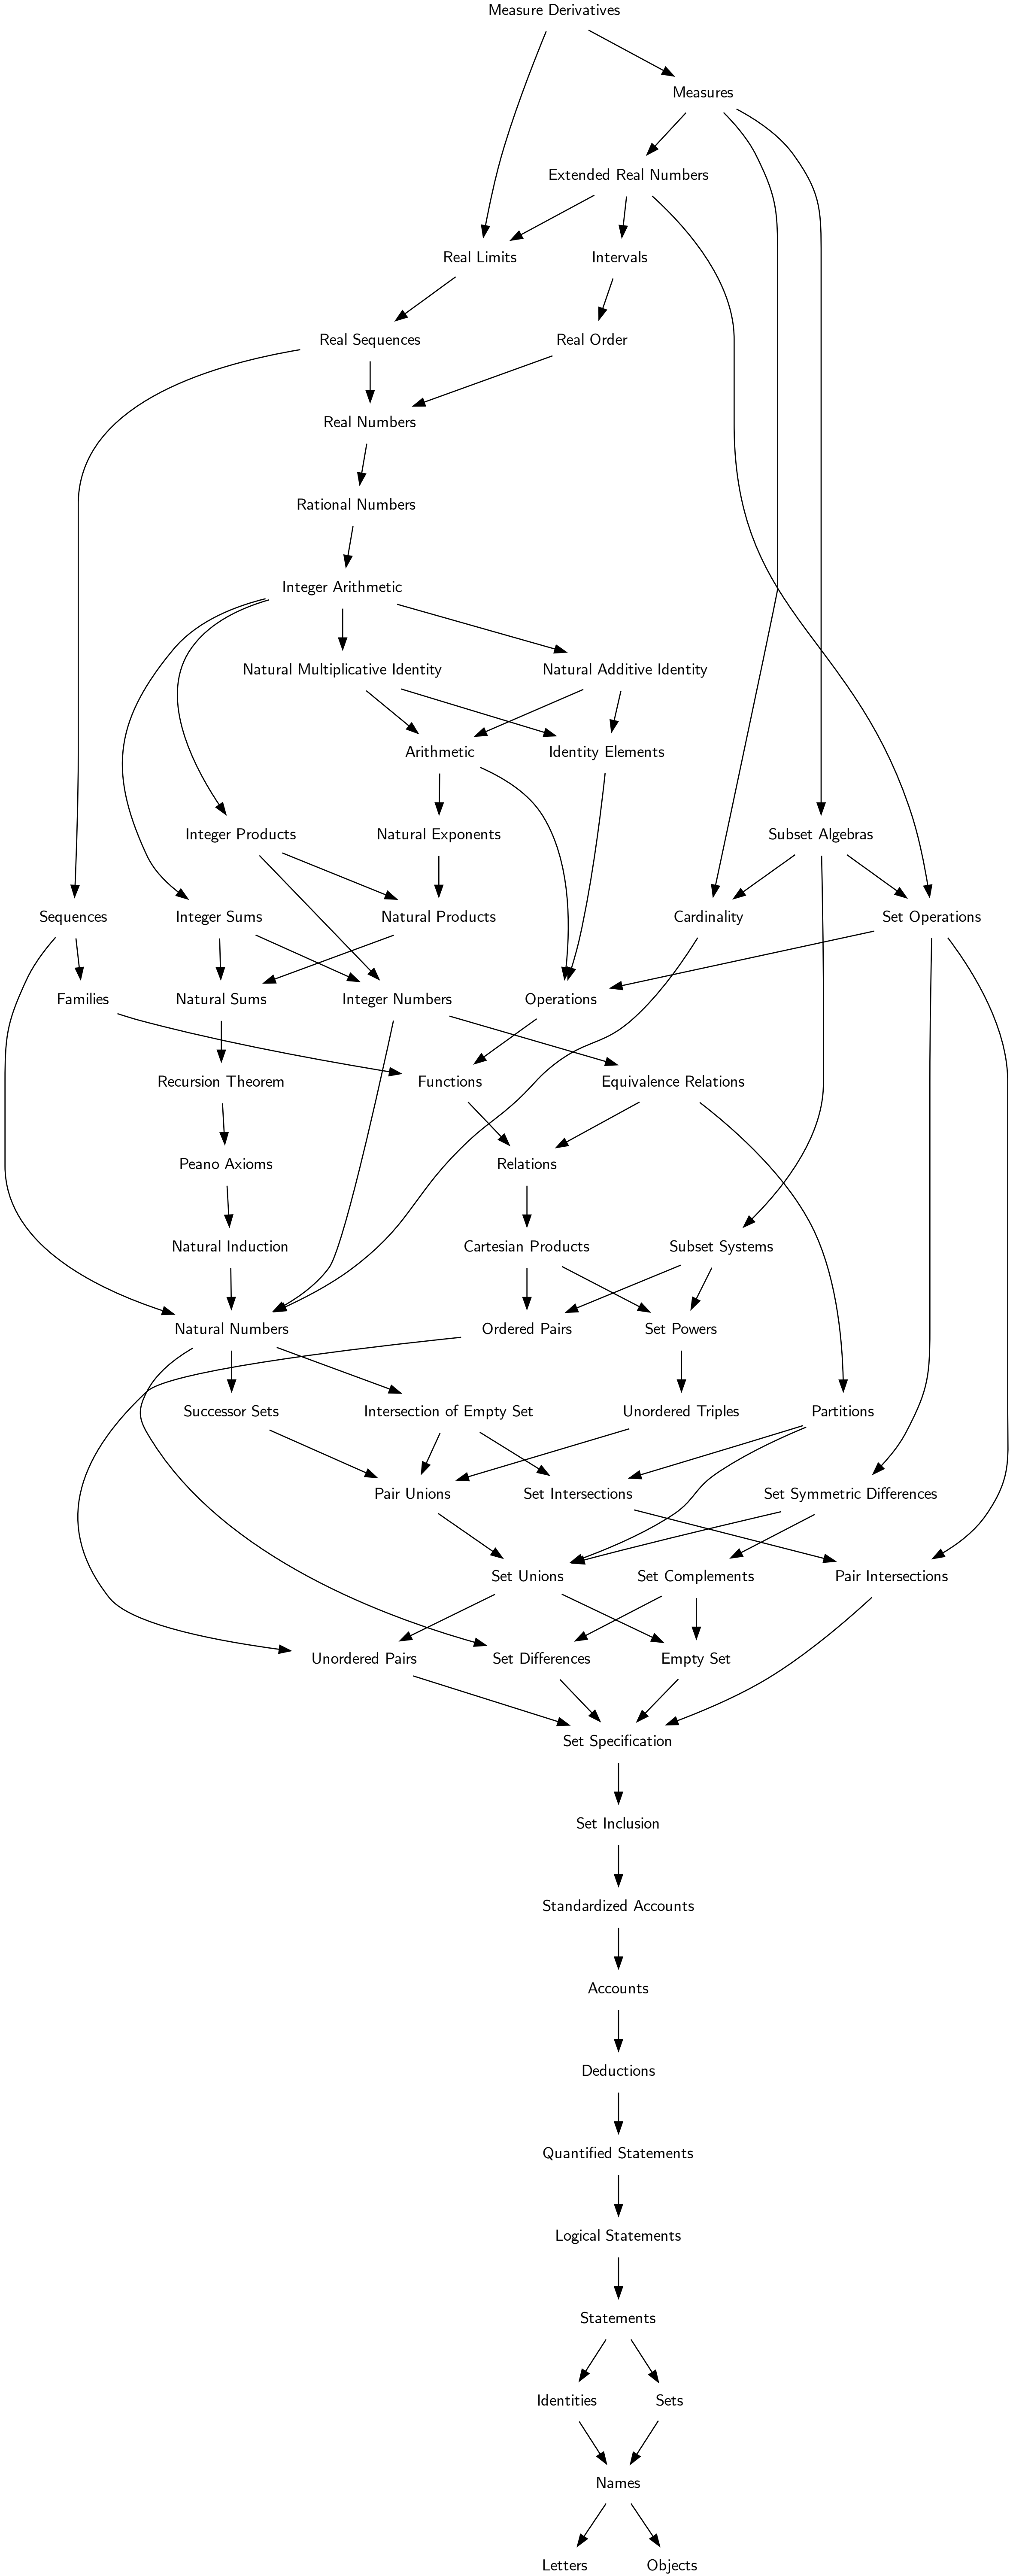 Measure Derivatives
Measures
Extended Real Numbers
Real Limits
Intervals
Real Sequences
Real Order
Real Numbers
Rational Numbers
Integer Arithmetic
Natural Multiplicative Identity
Natural Additive Identity
Arithmetic
Identity Elements
Integer Products
Natural Exponents
Subset Algebras
Sequences
Integer Sums
Natural Products
Cardinality
Set Operations
Families
Natural Sums
Integer Numbers
Operations
Recursion Theorem
Functions
Equivalence Relations
Peano Axioms
Relations
Natural Induction
Cartesian Products
Subset Systems
Natural Numbers
Ordered Pairs
Set Powers
Successor Sets
Intersection of Empty Set
Unordered Triples
Partitions
Pair Unions
Set Intersections
Set Symmetric Differences
Set Unions
Set Complements
Pair Intersections
Unordered Pairs
Set Differences
Empty Set
Set Specification
Set Inclusion
Standardized Accounts
Accounts
Deductions
Quantified Statements
Logical Statements
Statements
Identities
Sets
Names
Letters
Objects